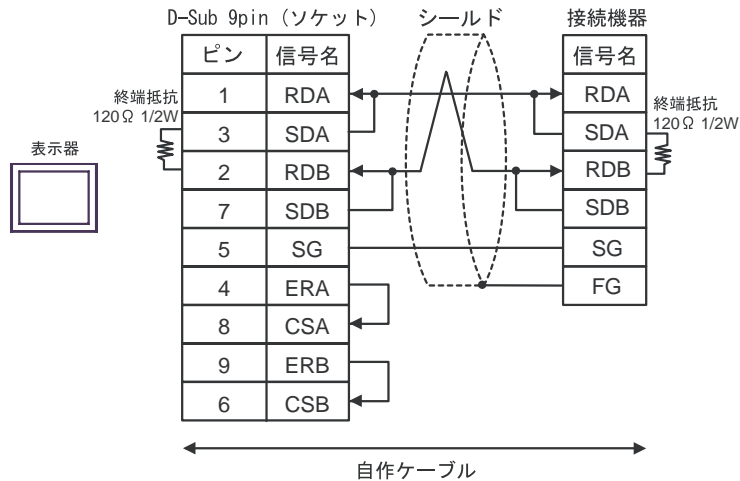 D-Sub 9pin (ソケット)
シールド
接続機器
ピン 信号名
信号名
1 RDA
RDA
終端抵抗
120Ω 1/2W
終端抵抗
120Ω 1/2W
3 SDA
SDA
表示器
2 RDB
RDB
7 SDB
SDB
5 SG
SG
4 ERA
FG
8 CSA
9 ERB
6 CSB
自作ケーブル